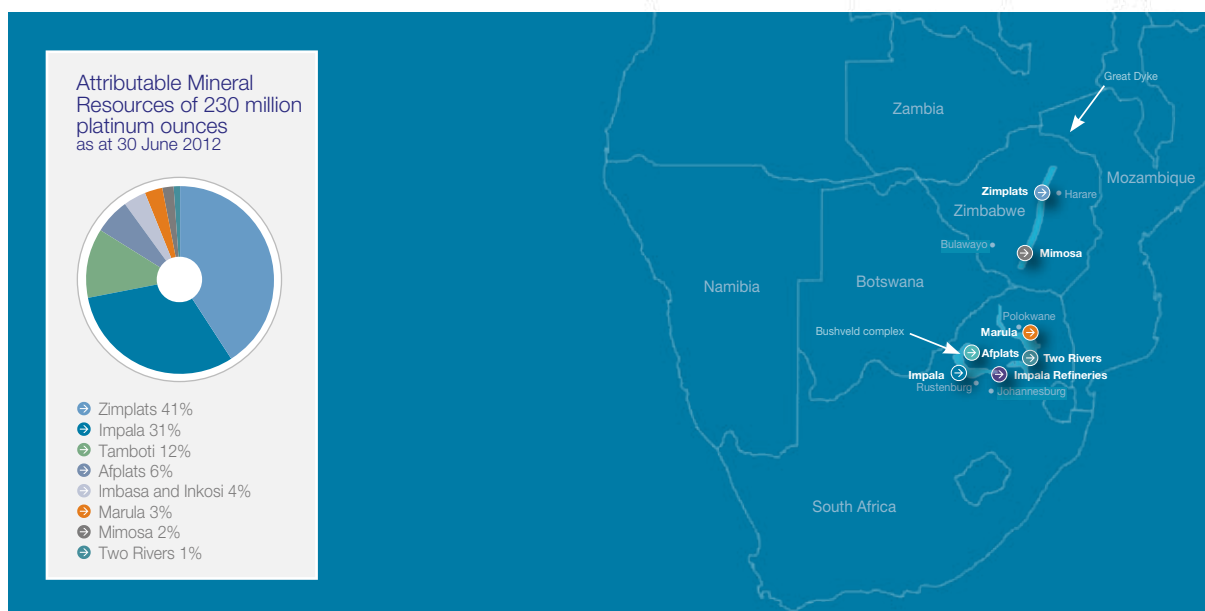 Attributable Mineral
Resources of 230 million
platinum ounces
as at 30 June 2012
Zimplats 41%
Impala 31%
Tamboti 12%
Afplats 6%
Imbasa and Inkosi 4%
Marula 3%
Mimosa 2%
Two Rivers 1%
Great Dyke
Zambia
Mozambique
Zimplats
Harare
Zimbabwe
Bulawayo
Mimosa
Namibia
Botswana
Polokwane
Bushveld complex
Marula
Afplats
Two Rivers
Impala
Impala Refineries
Rustenburg
Johannesburg
South Africa